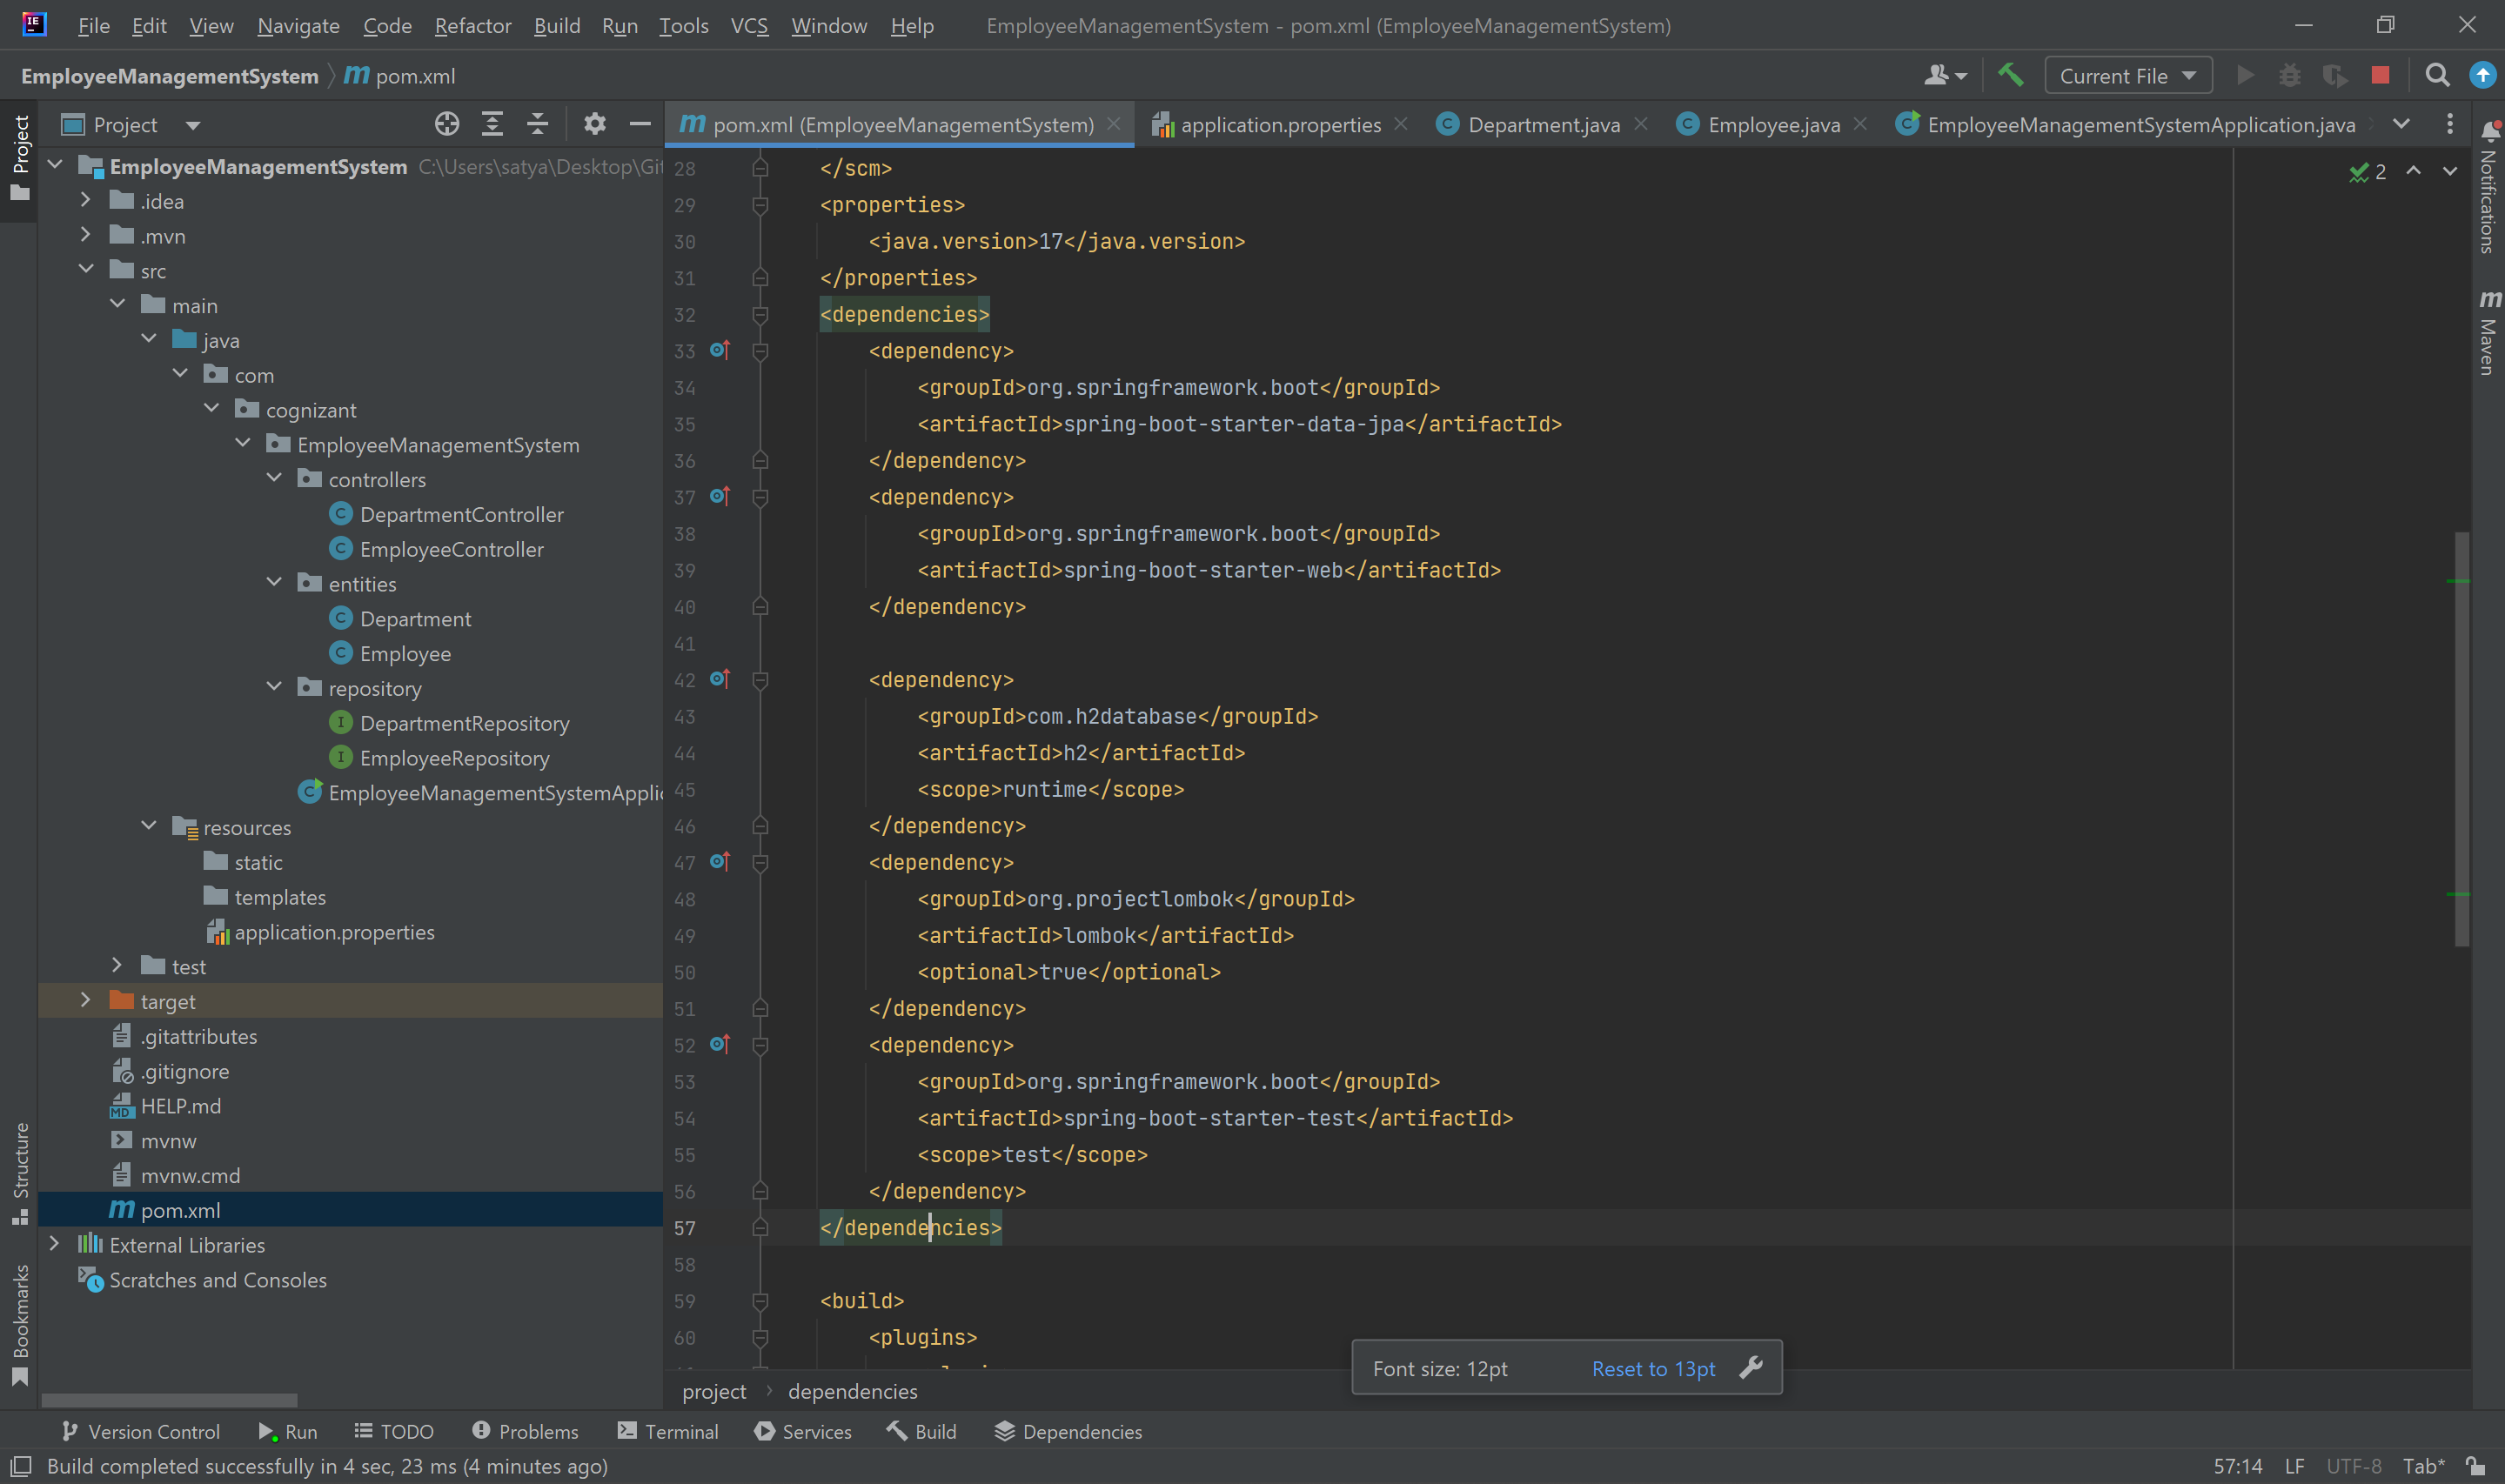 File Edit View Navigate Code Refactor Build Run Tools VCS Window Help EmployeeManagementSystem - pom.xml (EmployeeManagementSystem)
EmployeeManagementSystem pom.xml Current File
Project
Project
pom.xml (EmployeeManagementSystem) application.properties Department.java Employee.java EmployeeManagementSystemApplication.java
EmployeeManagementSystem C:\Users\satya\Desktop\Git
.idea
.mvn
src
main
java
com
cognizant
EmployeeManagementSystem
controllers
DepartmentController
EmployeeController
entities
Department
Employee
repository
DepartmentRepository
EmployeeRepository
EmployeeManagementSystemApplic
resources
static
templates
application.properties
test
target
.gitattributes
.gitignore
HELP.md
mvnw
mvnw.cmd
pom.xml
External Libraries
Scratches and Consoles
Structure
Bookmarks
2
28 </scm>
29 <properties>
30 <java.version>17</java.version>
31 </properties>
32 <dependencies>
33 <dependency>
34 <groupId>org.springframework.boot</groupId>
35 <artifactId>spring-boot-starter-data-jpa</artifactId>
36 </dependency>
37 <dependency>
38 <groupId>org.springframework.boot</groupId>
39 <artifactId>spring-boot-starter-web</artifactId>
40 </dependency>
41
42 <dependency>
43 <groupId>com.h2database</groupId>
44 <artifactId>h2</artifactId>
45 <scope>runtime</scope>
46 </dependency>
47 <dependency>
48 <groupId>org.projectlombok</groupId>
49 <artifactId>lombok</artifactId>
50 <optional>true</optional>
51 </dependency>
52 <dependency>
53 <groupId>org.springframework.boot</groupId>
54 <artifactId>spring-boot-starter-test</artifactId>
55 <scope>test</scope>
56 </dependency>
57 </dependencies>
58
59 <build>
60 <plugins>
Font size: 12pt Reset to 13pt
project dependencies
Notifications
Maven
Version Control Run TODO Problems Terminal Services Build Dependencies
Build completed successfully in 4 sec, 23 ms (4 minutes ago) 57:14 LF UTF-8 Tab*